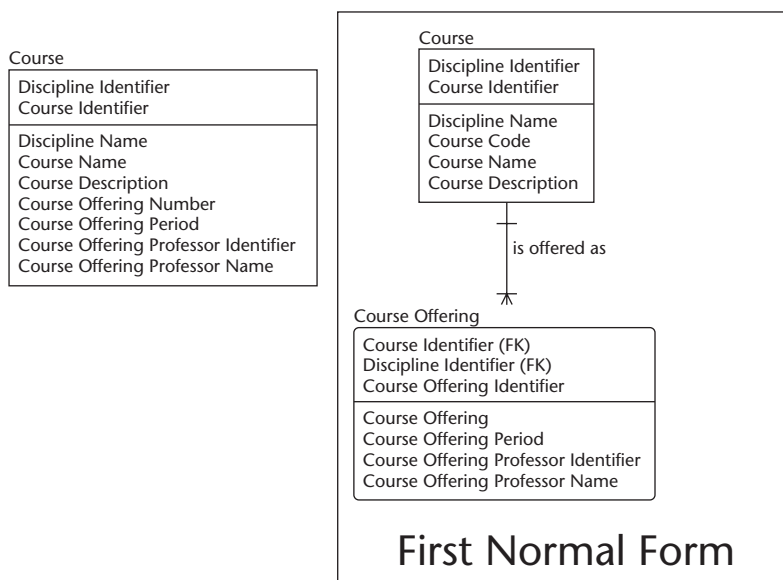 Course
Discipline Identifier
Course Identifier
Discipline Name
Course Name
Course Description
Course Offering Number
Course Offering Period
Course Offering Professor Identifier
Course Offering Professor Name
Course
Discipline Identifier
Course Identifier
Discipline Name
Course Code
Course Name
Course Description
is offered as
Course Offering
Course Identifier (FK)
Discipline Identifier (FK)
Course Offering Identifier
Course Offering
Course Offering Period
Course Offering Professor Identifier
Course Offering Professor Name
First Normal Form